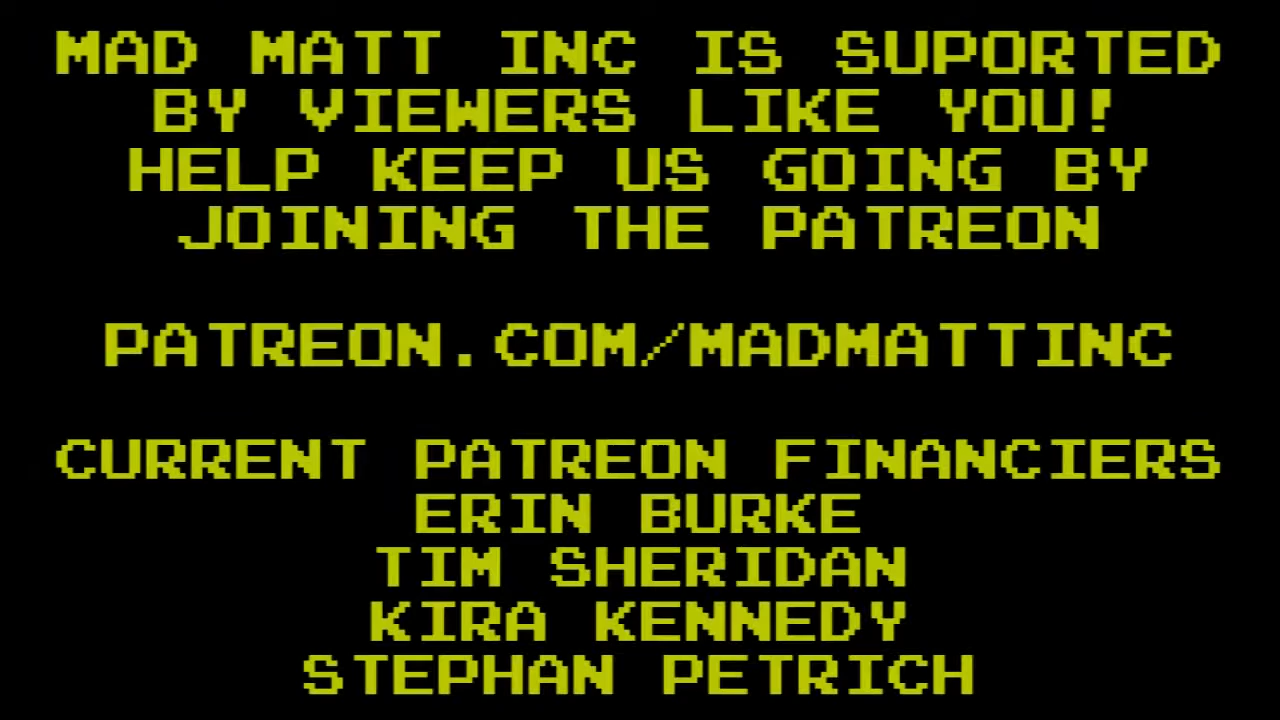 MAD MATT INC IS SUPORTED
BY VIEWERS LIKE YOU!
HELP KEEP US GOING BY
JOINING THE PATREON
PATREON.COM/MADMATTINC
CURRENT PATREON FINANCIERS
ERIN BURKE
TIM SHERIDAN
KIRA KENNEDY
STEPHAN PETRICH